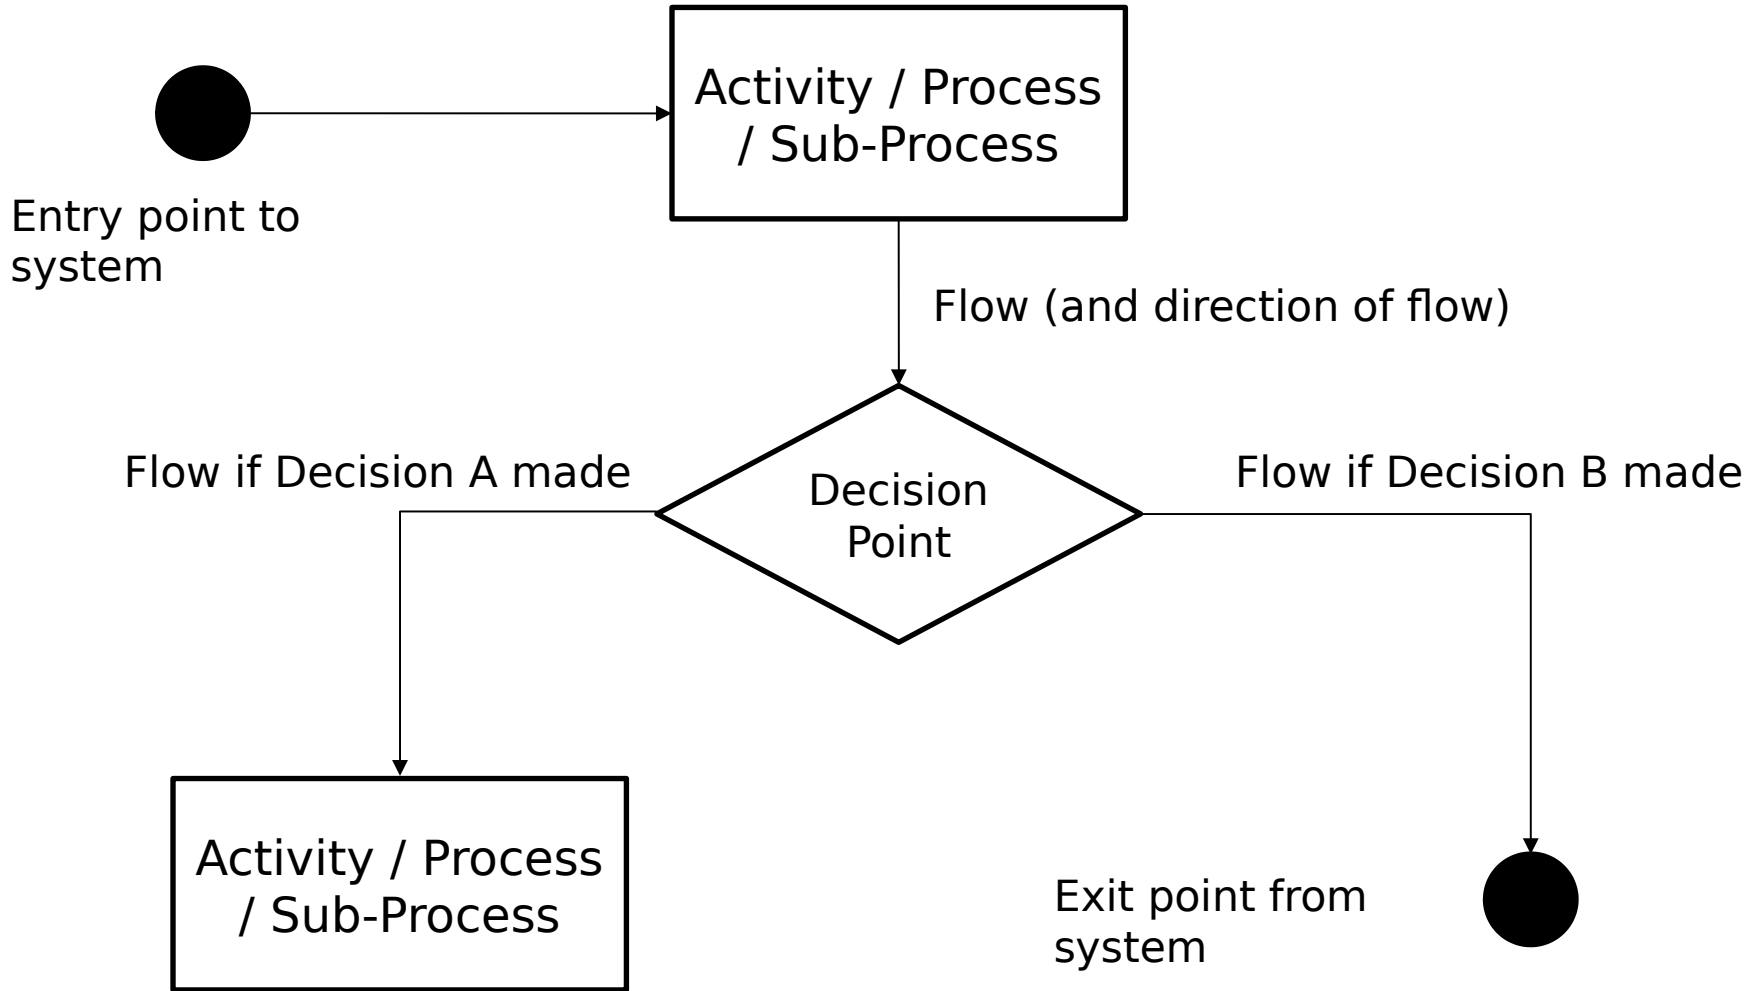 Activity / Process
/ Sub-Process
Entry point to
system
Flow (and direction of flow)
Flow if Decision A made
Decision
Point
Flow if Decision B made
Activity / Process
/ Sub-Process
Exit point from
system